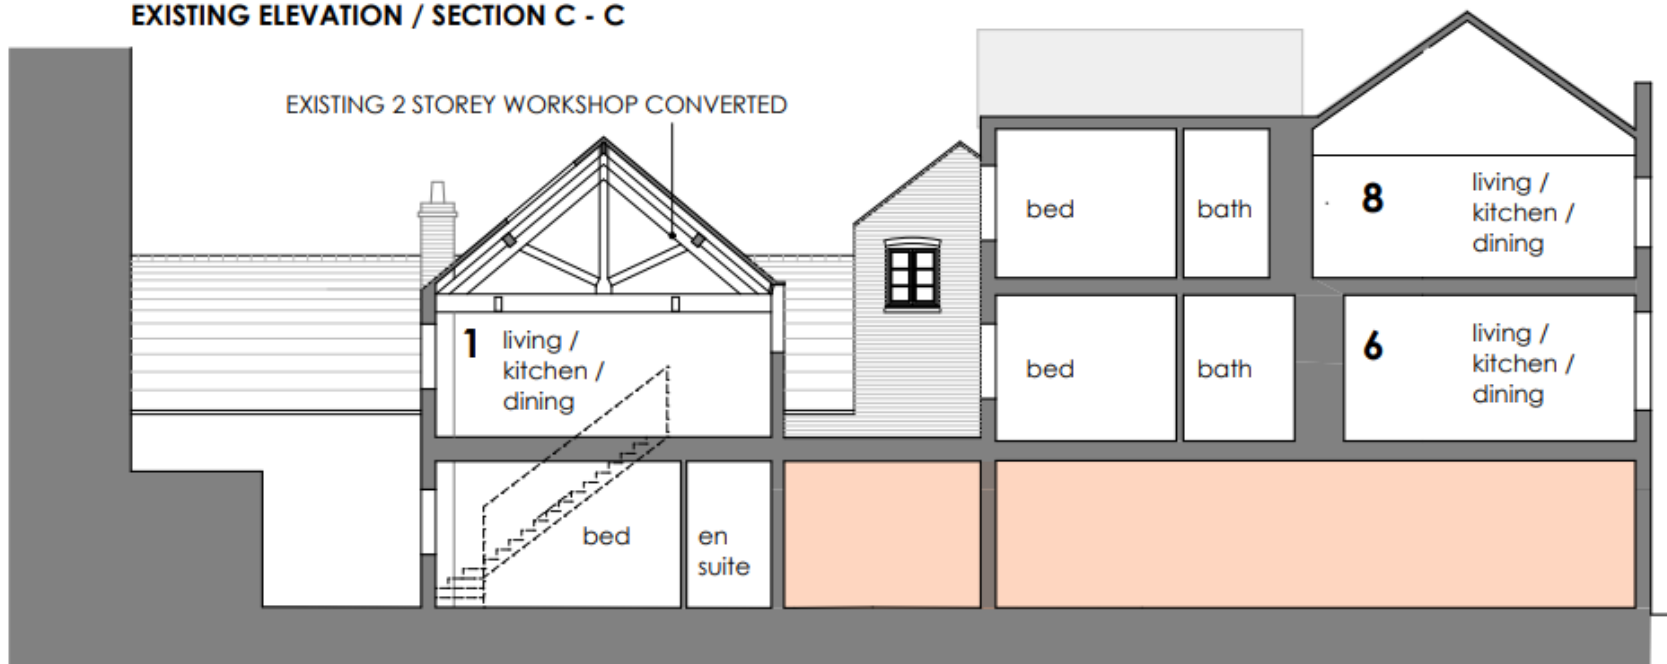 EXISTING ELEVATION / SECTION C - C
EXISTING 2 STOREY WORKSHOP CONVERTED
bed
bath
8
living /
kitchen /
dining
1
living /
kitchen /
dining
bed
bath
6
living /
kitchen /
dining
bed
en
suite